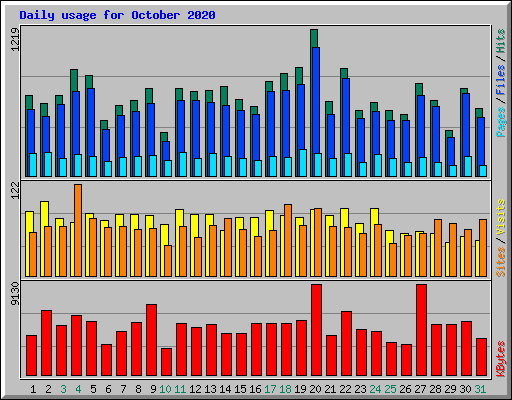 Daily usage for October 2020
1219
Pages / Files / Hits
122
Sites / Visits
9130
KBytes
1 2 3 4 5 6 7 8 9 10 11 12 13 14 15 16 17 18 19 20 21 22 23 24 25 26 27 28 29 30 31